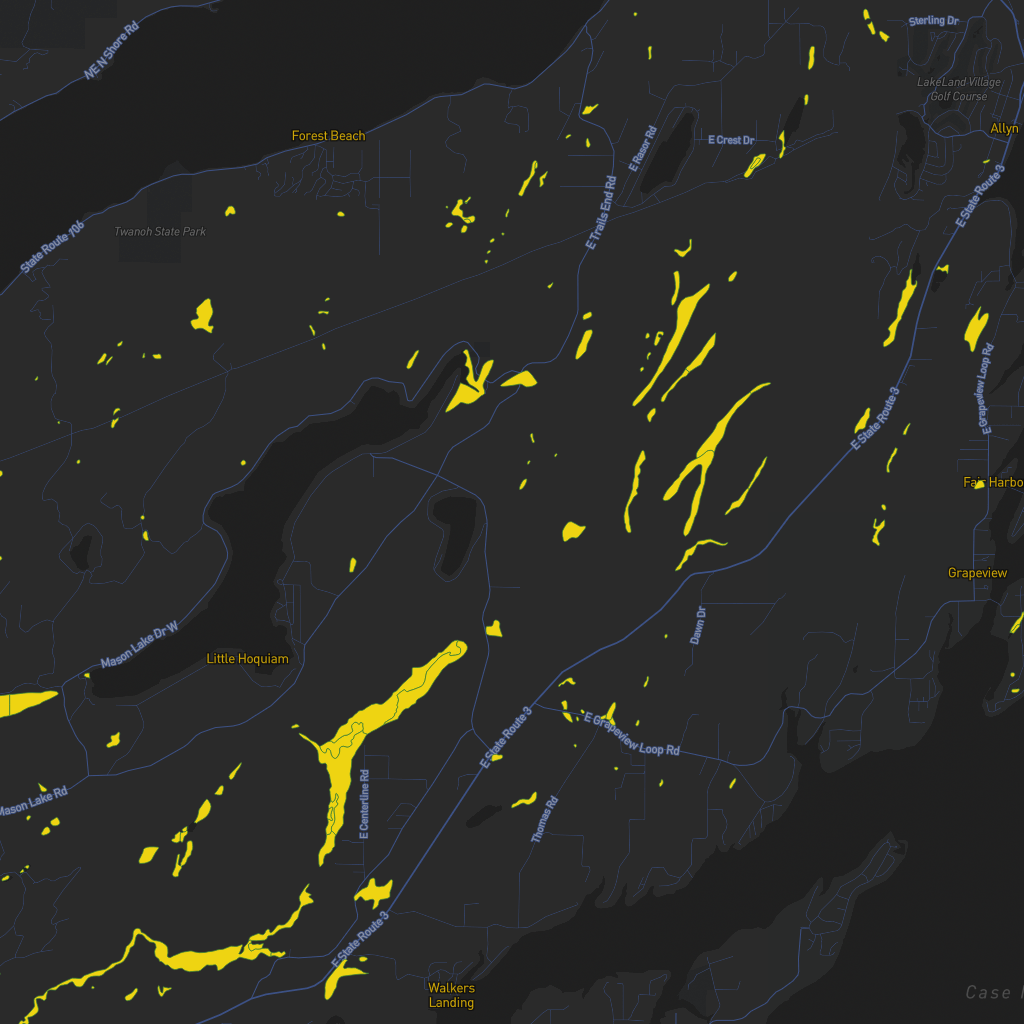 NE N Shore Rd
Sterling Dr
LakeLand Village
Golf Course
Allyn
Forest Beach
E Rasor Rd
E Crest Dr
E State Route 3
State Route 106
Twanoh State Park
E Trails End Rd
E Grapeview Loop Rd
E State Route 3
Fair Harbo
Grapeview
Mason Lake Dr W
Little Hoquiam
Dawn Dr
E State Route 3
E Grapeview Loop Rd
Mason Lake Rd
E Centerline Rd
Thomas Rd
E State Route 3
Walkers
Landing
Case